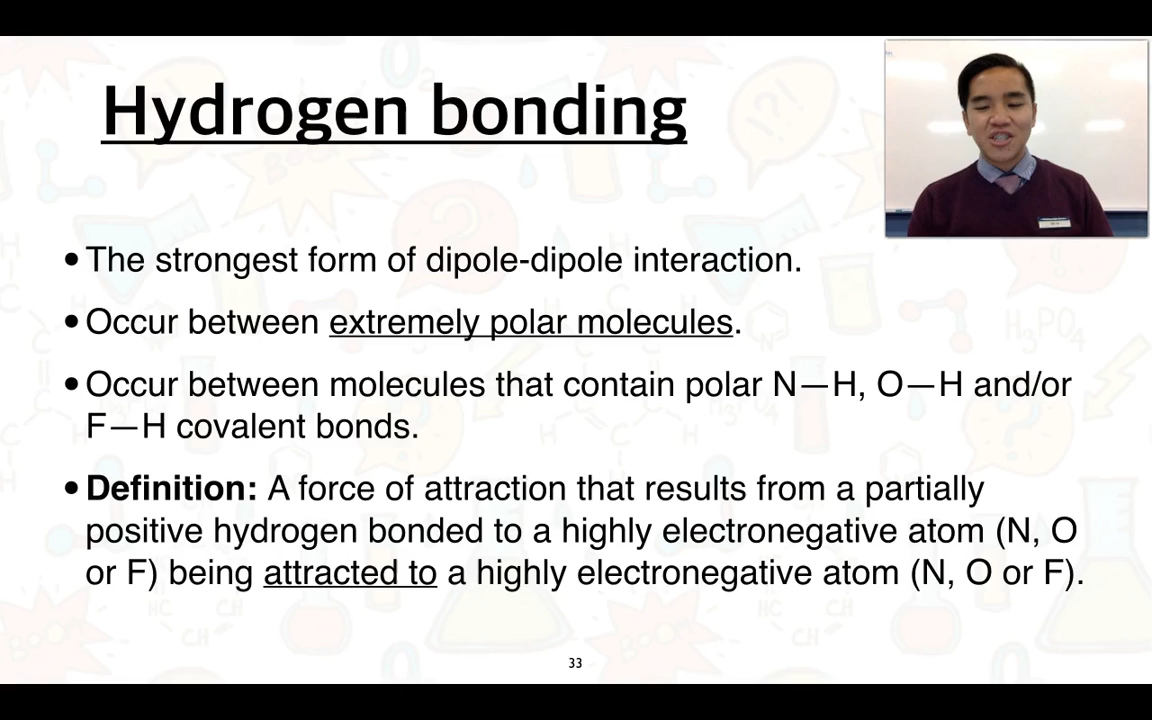 Hydrogen bonding
•The strongest form of dipole-dipole interaction.
•Occur between extremely polar molecules.
•Occur between molecules that contain polar N—H, O—H and/or
F—H covalent bonds.
•Definition: A force of attraction that results from a partially
positive hydrogen bonded to a highly electronegative atom (N, O
or F) being attracted to a highly electronegative atom (N, O or F).
H₃PO₄
33